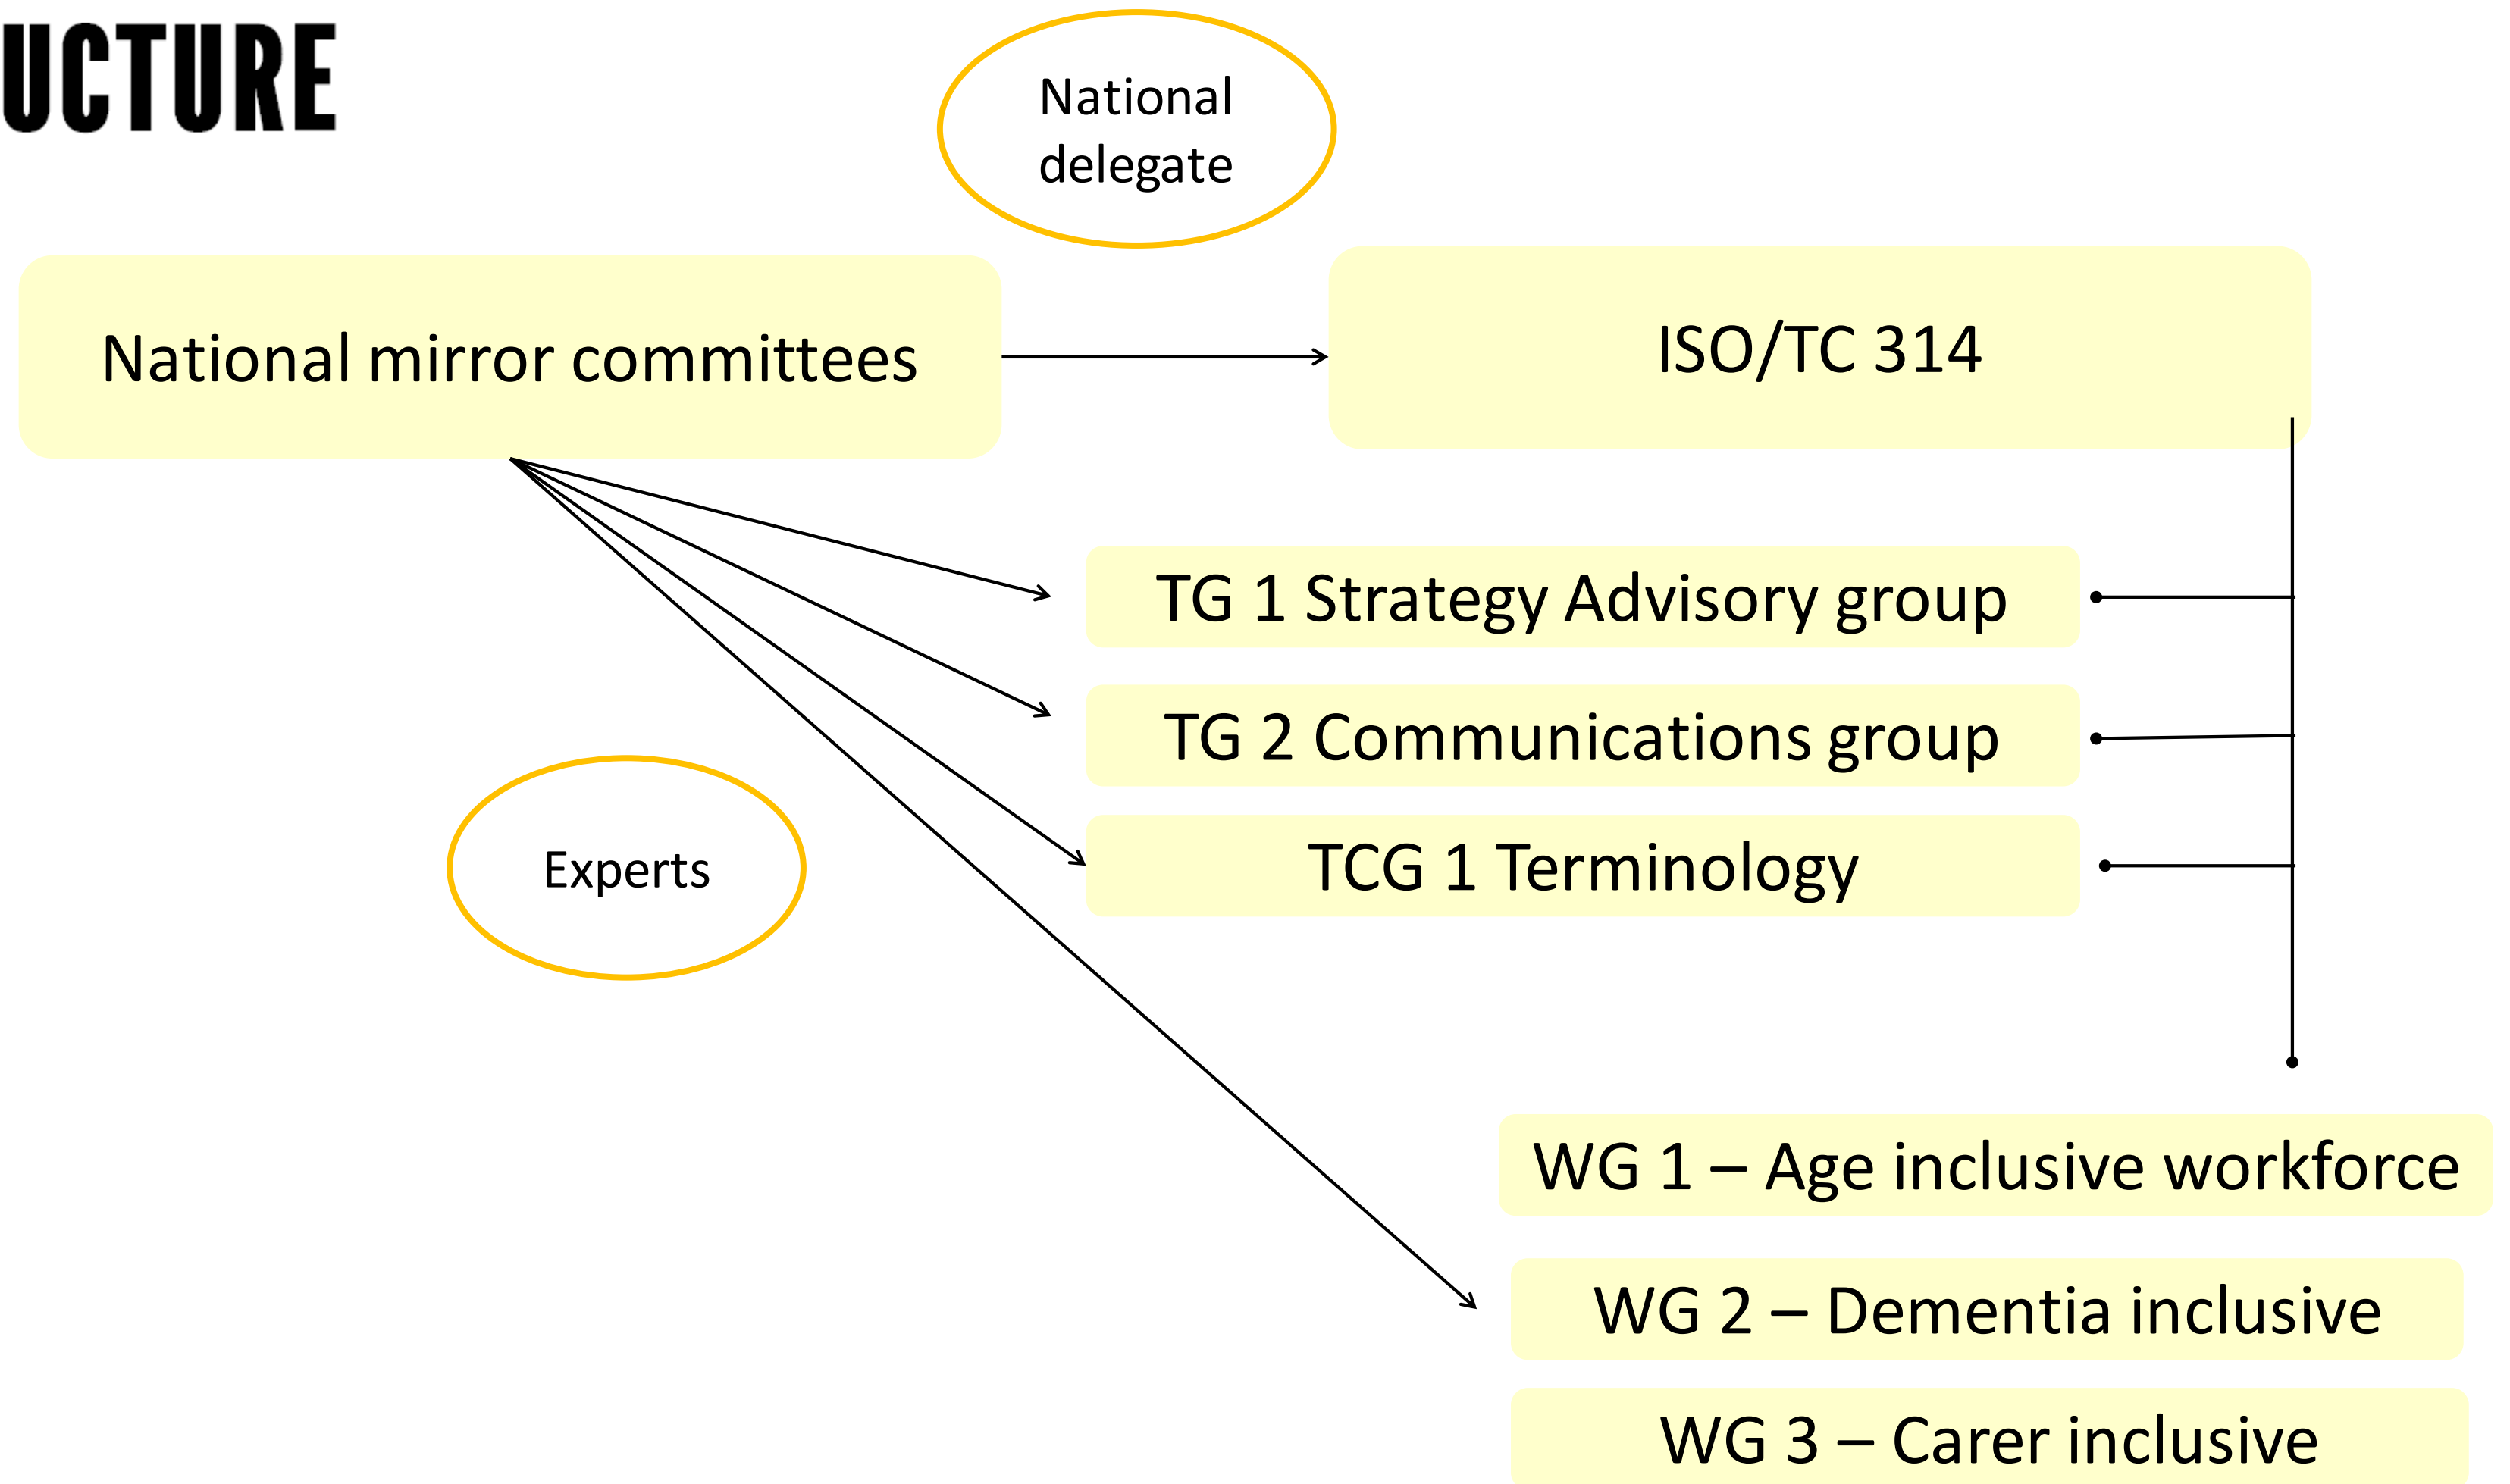 UCTURE
National
delegate
National mirror committees
ISO/TC 314
TG 1 Strategy Advisory group
TG 2 Communications group
Experts
TCG 1 Terminology
WG 1 – Age inclusive workforce
WG 2 – Dementia inclusive
WG 3 – Carer inclusive